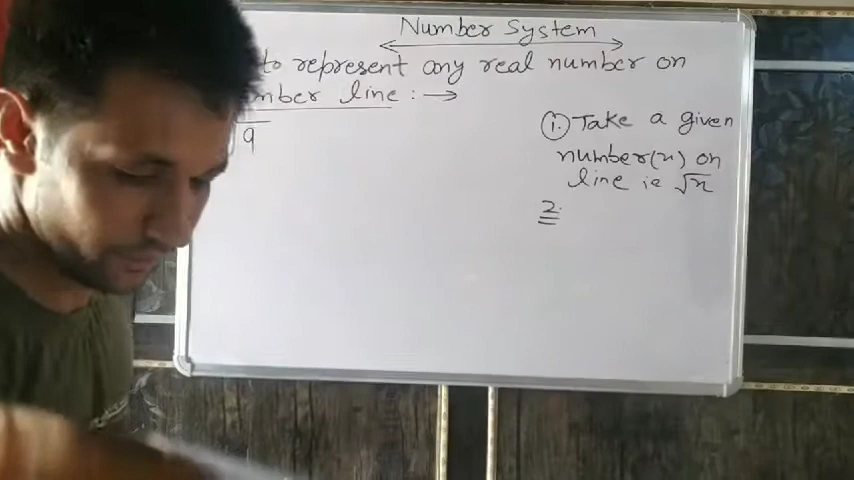 Number System
to represent any real number on
mber line : →
√9
①. Take a given
number(x) on
line ie √x
2.